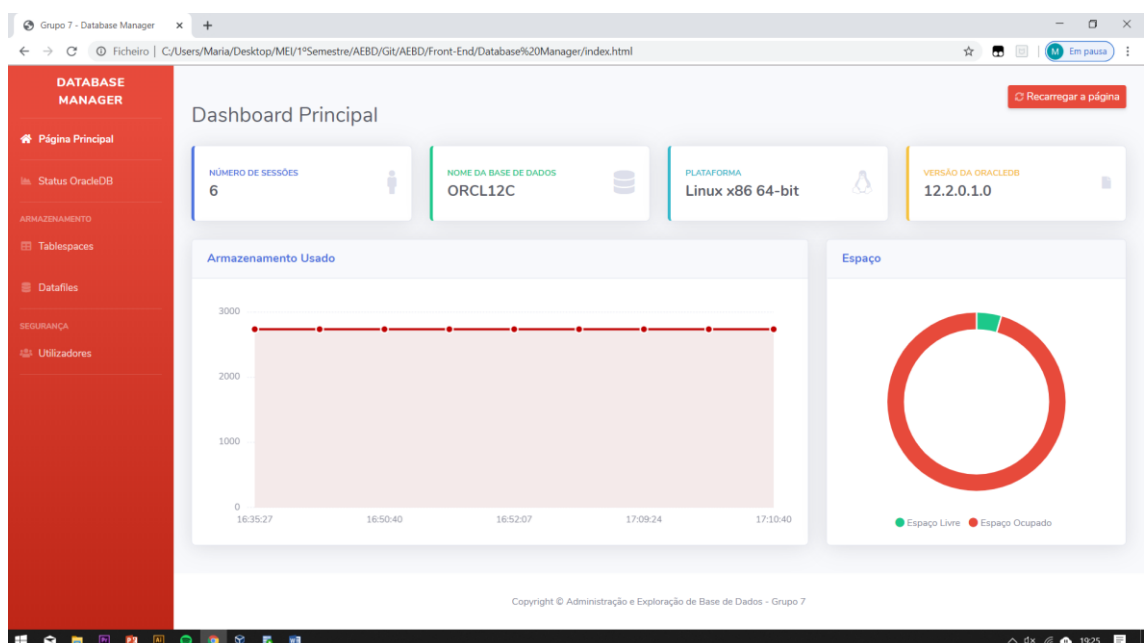 Grupo 7 - Database Manager
Ficheiro | C:/Users/Maria/Desktop/MEI/1ºSemestre/AEBD/Git/AEBD/Front-End/Database%20Manager/index.html
M Em pausa
DATABASE
MANAGER
Página Principal
Status OracleDB
ARMAZENAMENTO
Tablespaces
Datafiles
SEGURANÇA
Utilizadores
Dashboard Principal
Recarregar a página
NÚMERO DE SESSÕES
6
NOME DA BASE DE DADOS
ORCL12C
PLATAFORMA
Linux x86 64-bit
VERSÃO DA ORACLEDB
12.2.0.1.0
Armazenamento Usado
3000
2000
1000
0
16:35:27 16:50:40 16:52:07 17:09:24 17:10:40
Espaço
Espaço Livre Espaço Ocupado
Copyright © Administração e Exploração de Base de Dados - Grupo 7
Pr Ai
19:25